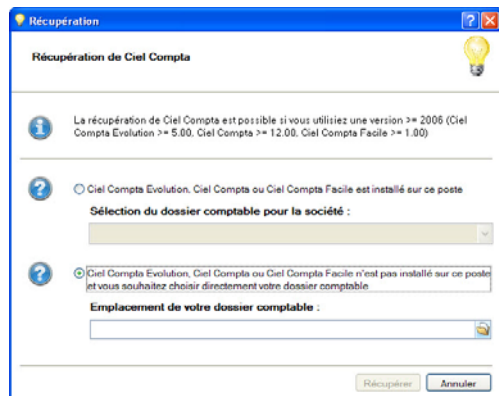 Récupération
Récupération de Ciel Compta
La récupération de Ciel Compta est possible si vous utilisiez une version >= 2006 (Ciel
Compta Evolution >= 5.00, Ciel Compta >= 12.00, Ciel Compta Facile >= 1.00)
Ciel Compta Evolution, Ciel Compta ou Ciel Compta Facile est installé sur ce poste
Sélection du dossier comptable pour la société :
Ciel Compta Evolution, Ciel Compta ou Ciel Compta Facile n'est pas installé sur ce poste
et vous souhaitez choisir directement votre dossier comptable
Emplacement de votre dossier comptable :
Récupérer Annuler